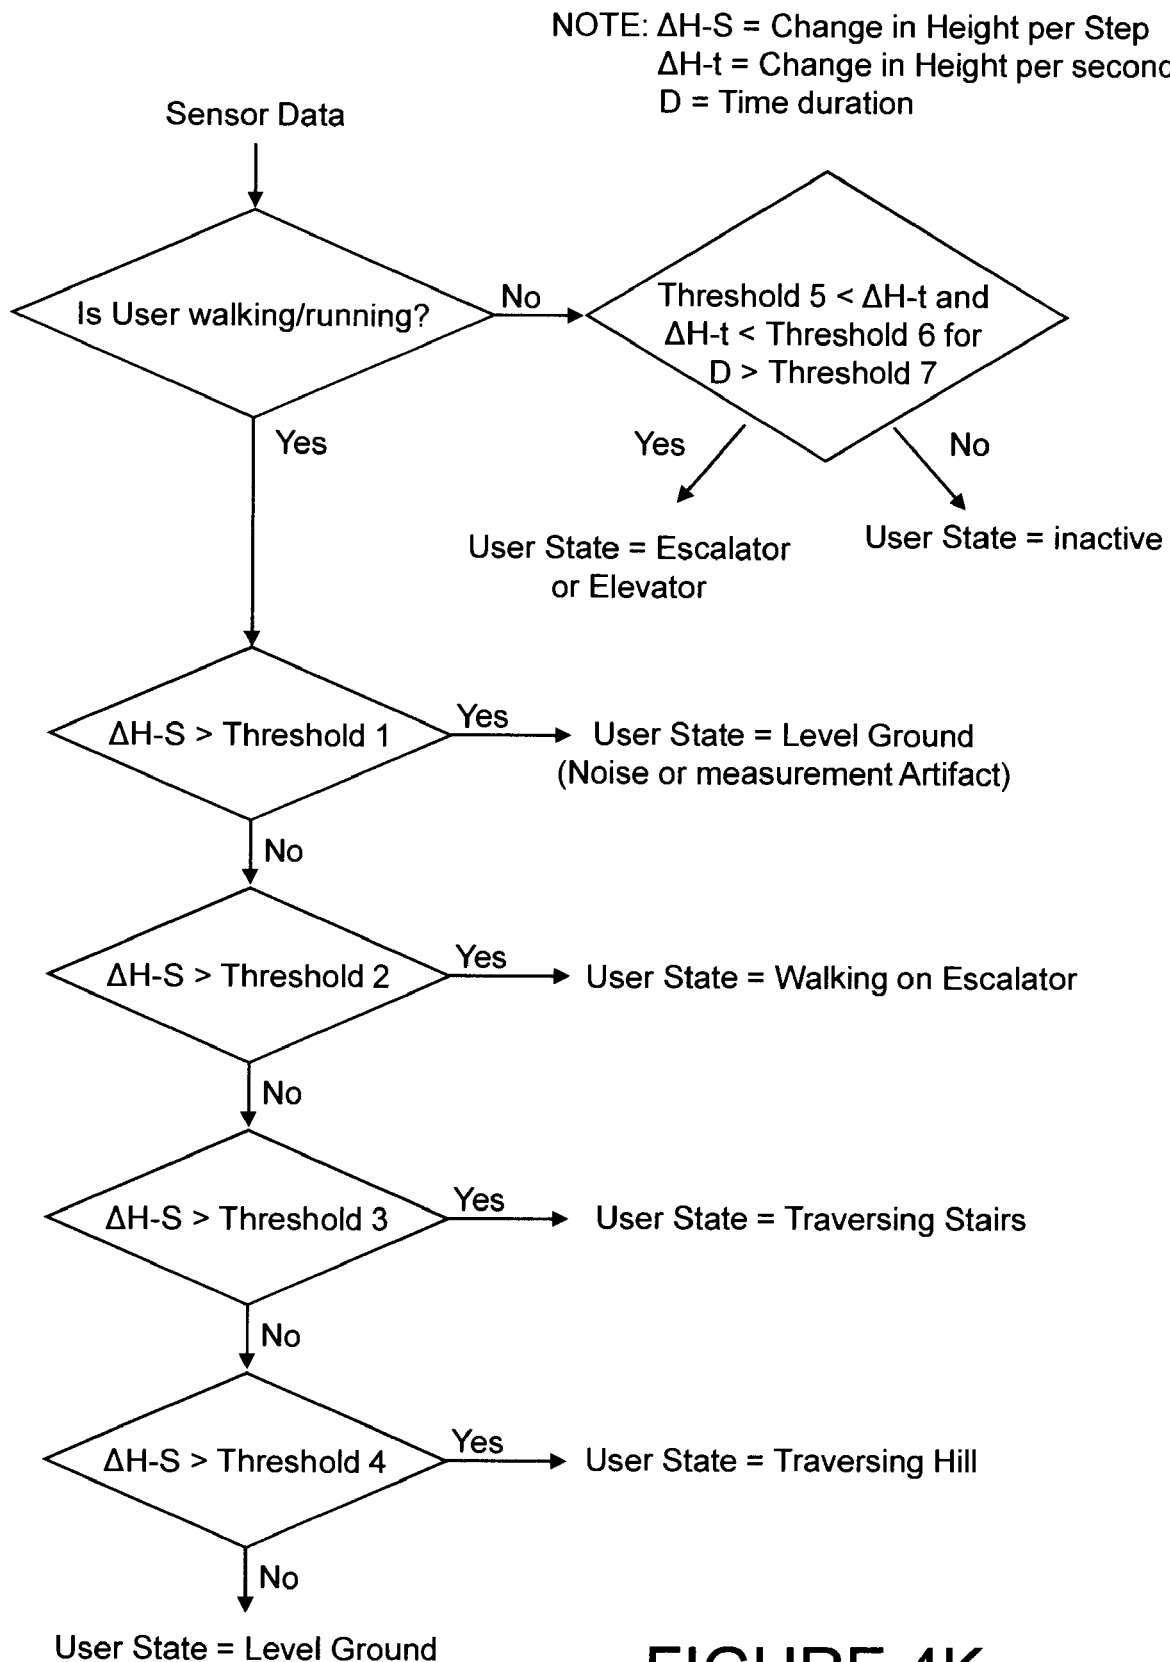 NOTE: ΔH-S = Change in Height per Step
ΔH-t = Change in Height per second
D = Time duration
Sensor Data
Is User walking/running?
No
Threshold 5 < ΔH-t and
ΔH-t < Threshold 6 for
D > Threshold 7
Yes
Yes
No
User State = Escalator
or Elevator
User State = inactive
ΔH-S > Threshold 1
Yes
User State = Level Ground
(Noise or measurement Artifact)
No
ΔH-S > Threshold 2
Yes
User State = Walking on Escalator
No
ΔH-S > Threshold 3
Yes
User State = Traversing Stairs
No
ΔH-S > Threshold 4
Yes
User State = Traversing Hill
No
User State = Level Ground
FIGURE 4K